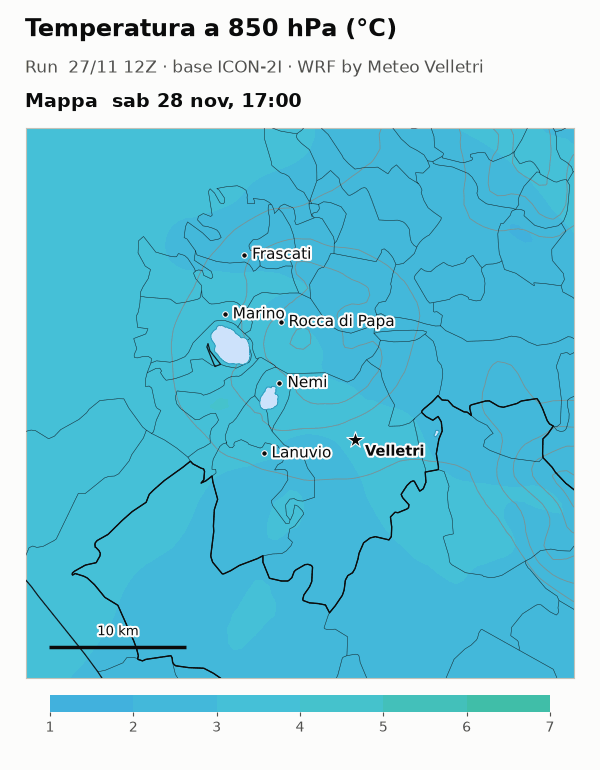 Temperatura a 850 hPa (°C)
Run  27/11 12Z · base ICON-2I · WRF by Meteo Velletri
Mappa  sab 28 nov, 17:00
Frascati
Marino
Rocca di Papa
Nemi
Velletri
Lanuvio
10 km
1 2 3 4 5 6 7